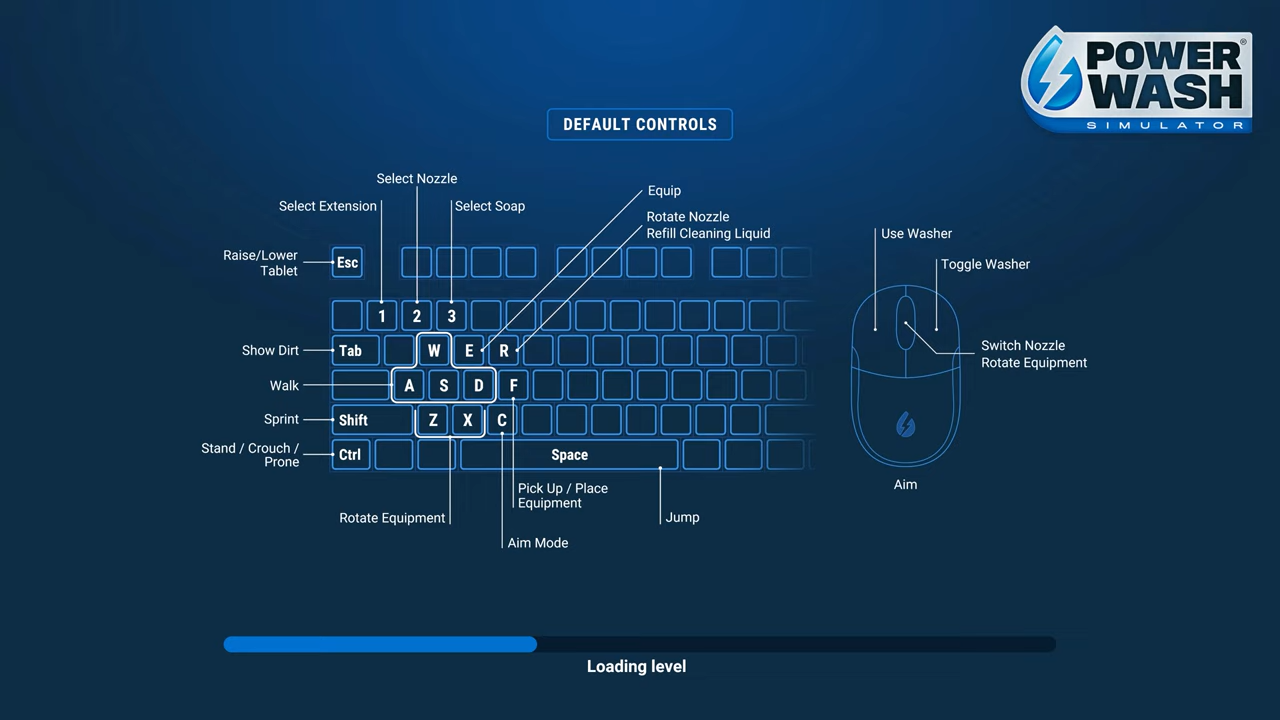 POWER
WASH®
SIMULATOR
DEFAULT CONTROLS
Select Nozzle
Select Extension
Select Soap
Equip
Rotate Nozzle
Refill Cleaning Liquid
Use Washer
Toggle Washer
Raise/Lower
Tablet
Esc
1 2 3
Show Dirt
Tab W E R
Switch Nozzle
Rotate Equipment
Walk
A S D F
Sprint
Shift Z X C
Stand / Crouch /
Prone
Ctrl Space
Aim
Pick Up / Place
Equipment
Rotate Equipment
Jump
Aim Mode
Loading level